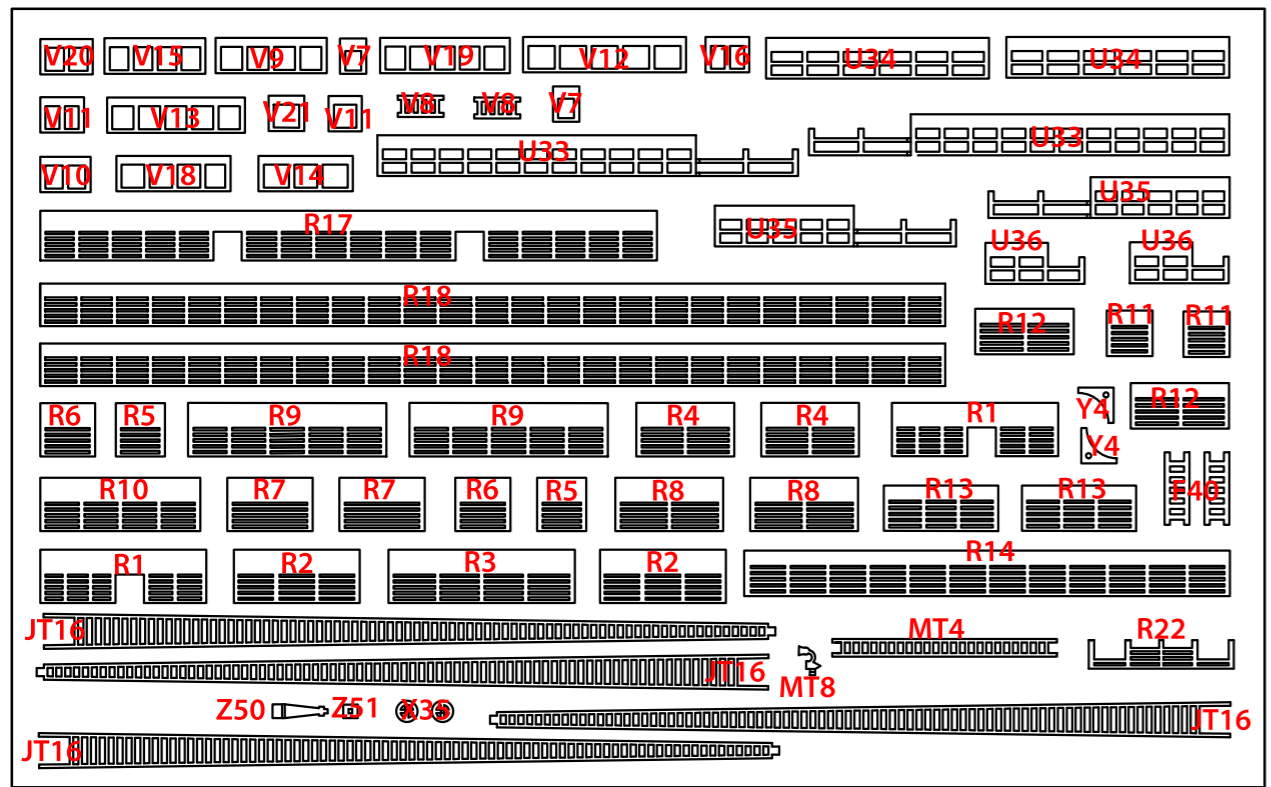 V20 V15 V9 V7 V19 V12 V16 U34 U34
V11 V13 V21 V11 V8 V8 V7
U33 U33
V10 V18 V14
U35
R17 U35
U36 U36
R18
R12 R11 R11
R18
R6 R5 R9 R9 R4 R4 R1 Y4 R12
Y4
R10 R7 R7 R6 R5 R8 R8 R13 R13 F40
R1 R2 R3 R2 R14
JT16 MT4 R22
JT16 MT8
Z50 Z51 X35 JT16
JT16